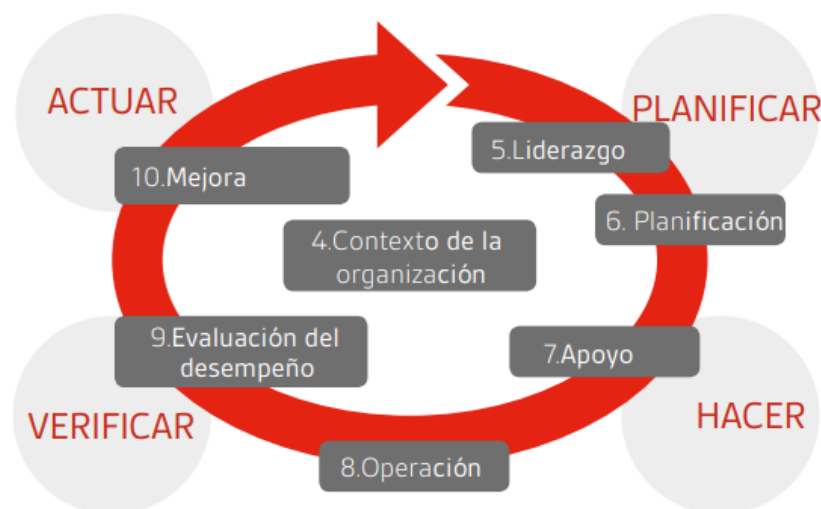 ACTUAR
PLANIFICAR
5.Liderazgo
10.Mejora
6. Planificación
4.Contexto de la
organización
9.Evaluación del
desempeño
7.Apoyo
VERIFICAR
HACER
8.Operación